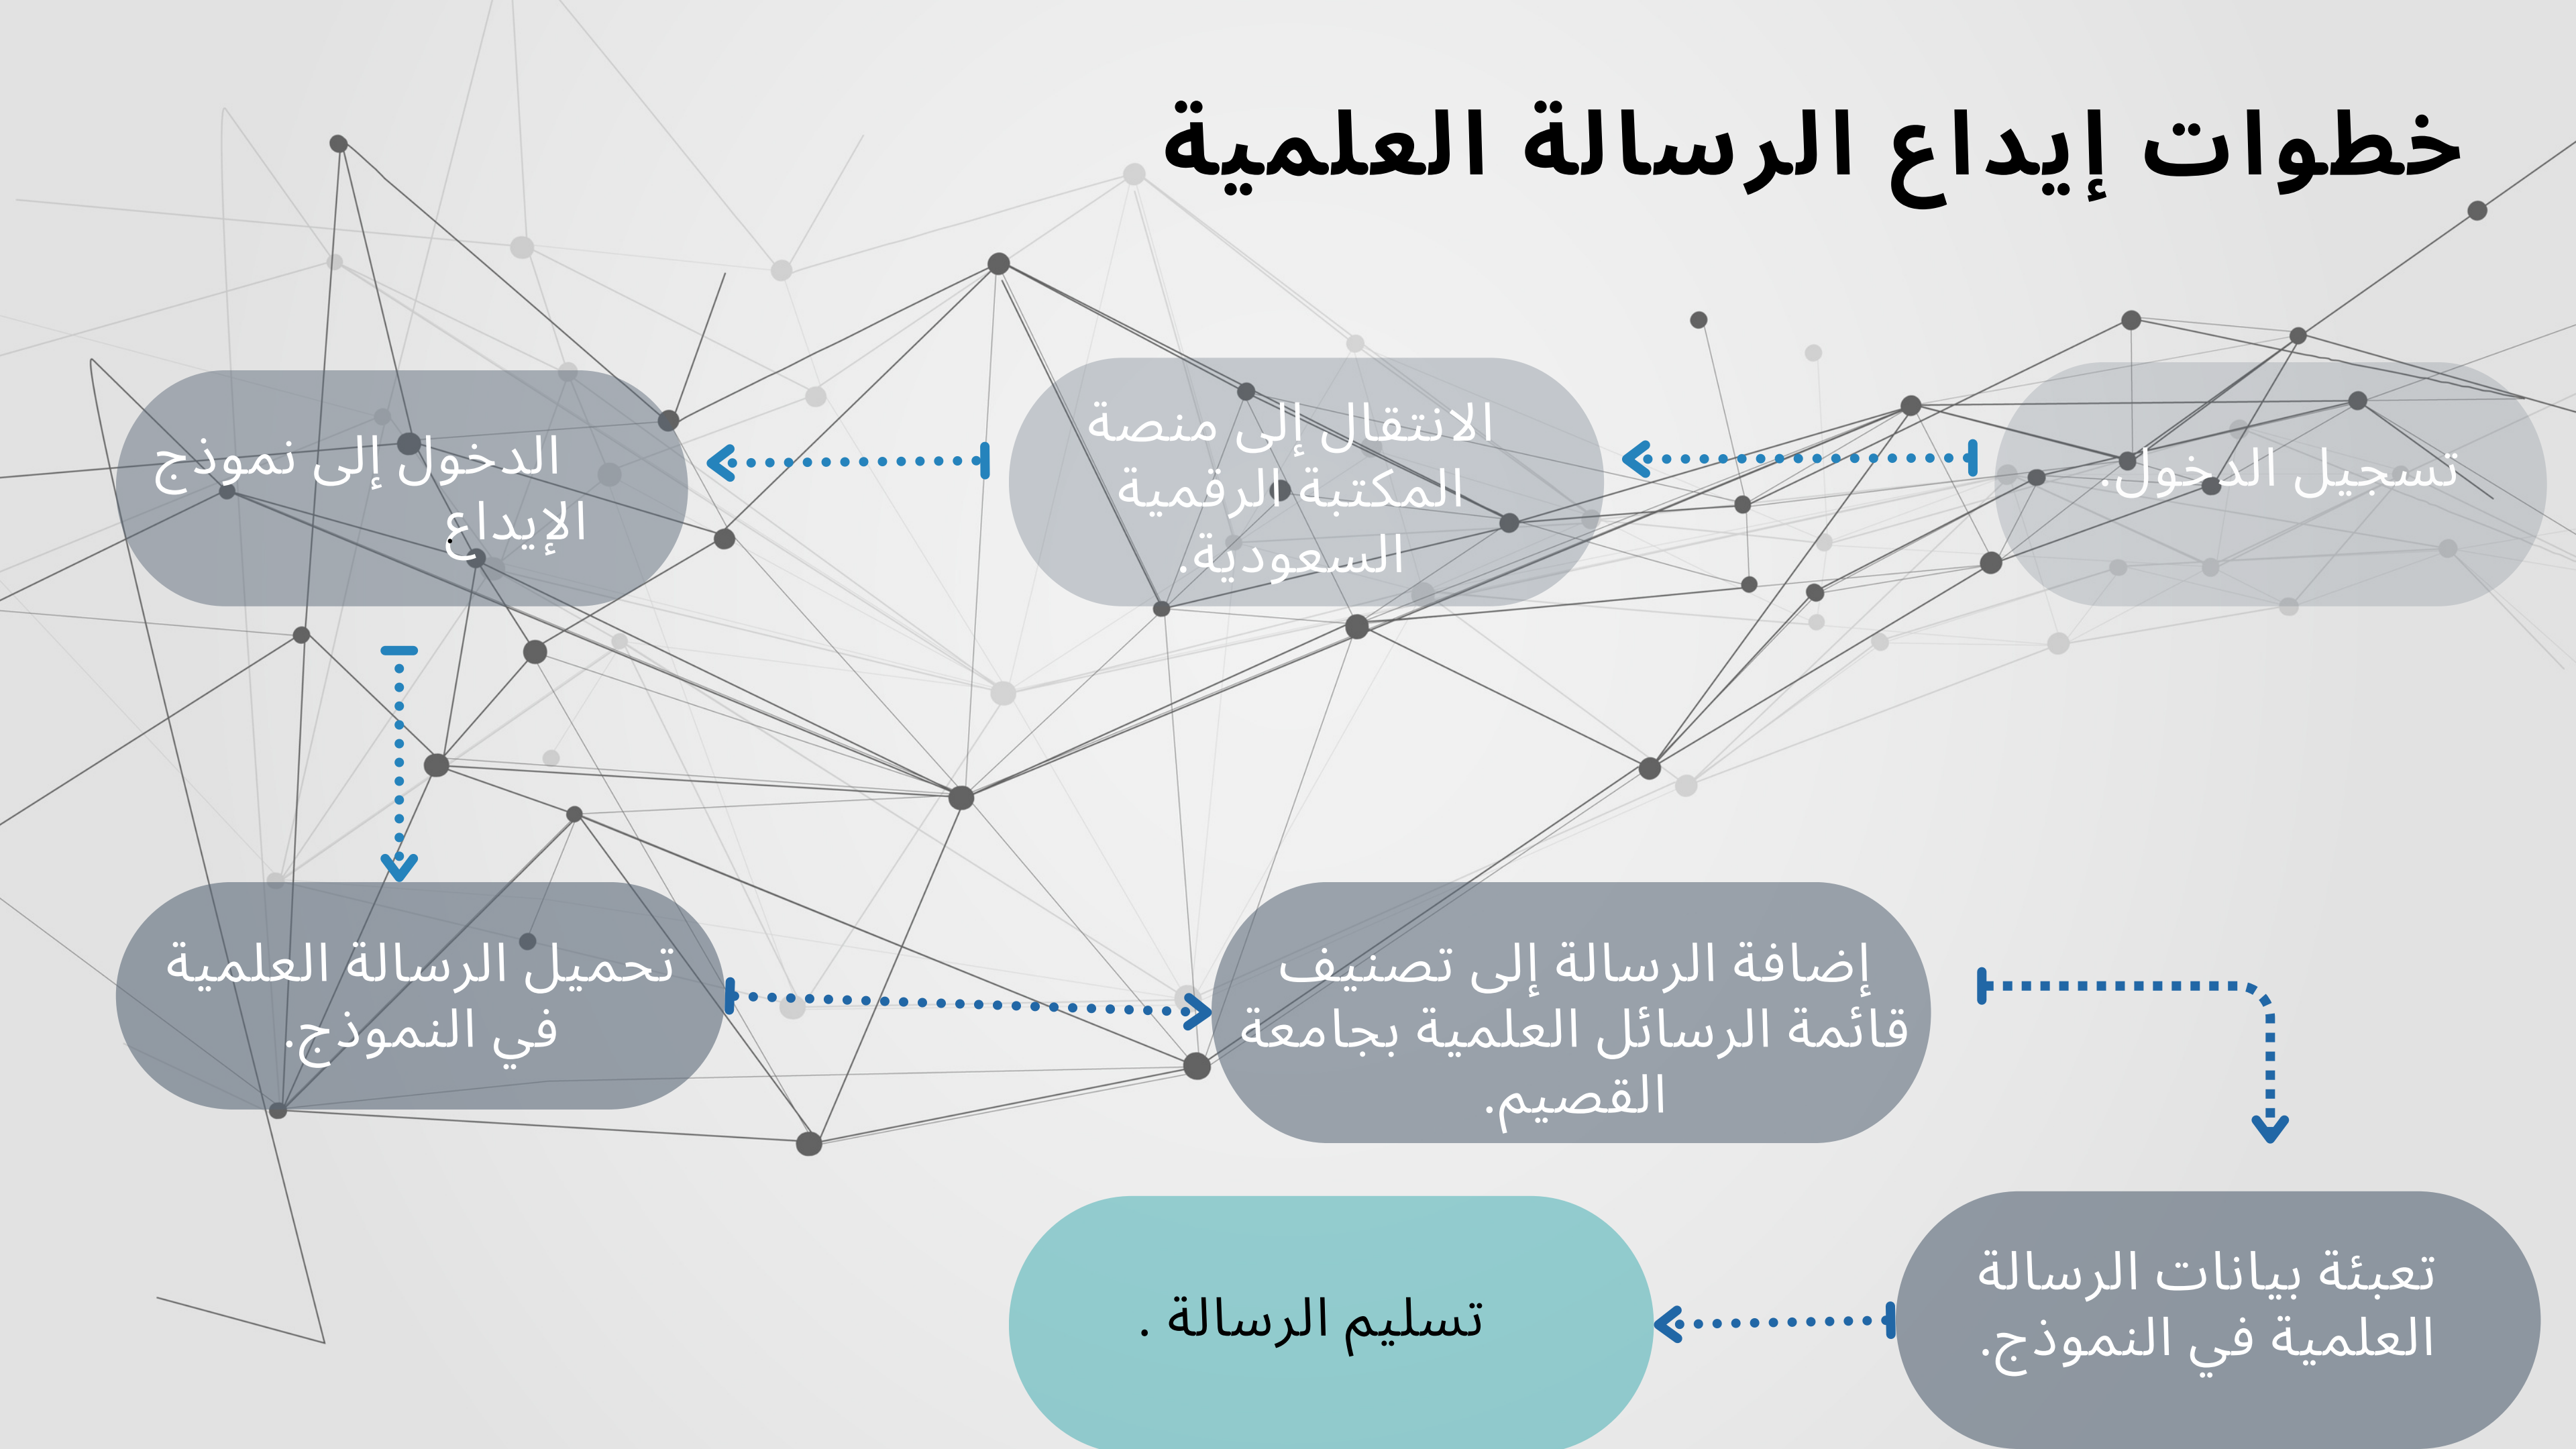 خطوات إيداع الرسالة العلمية
تسجيل الدخول.
الانتقال إلى منصة
المكتبة الرقمية
السعودية.
الدخول إلى نموذج
الإيداع.
تحميل الرسالة العلمية
في النموذج.
إضافة الرسالة إلى تصنيف
قائمة الرسائل العلمية بجامعة
القصيم.
تعبئة بيانات الرسالة
العلمية في النموذج.
تسليم الرسالة .